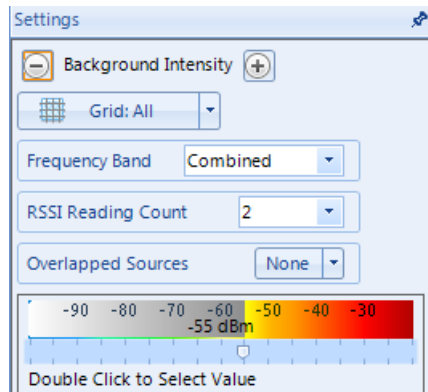 Settings
Background Intensity
Grid: All
Frequency Band Combined
RSSI Reading Count 2
Overlapped Sources None
-90 -80 -70 -60 -50 -40 -30
-55 dBm
Double Click to Select Value